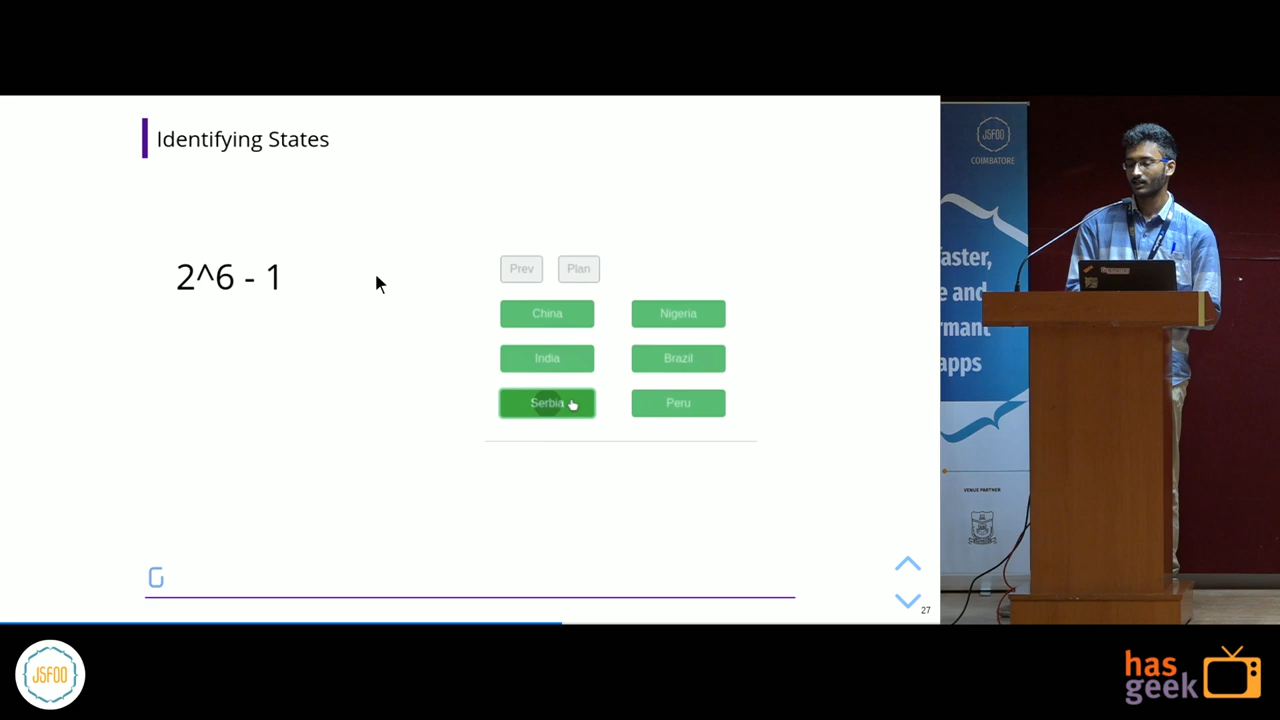 Identifying States
2^6 - 1
Prev
Plan
China
Nigeria
India
Brazil
Serbia
Peru
27
JSFOO
COIMBATORE
aster,
e and
rmant
apps
VENUE PARTNER
JSFOO
has
geek